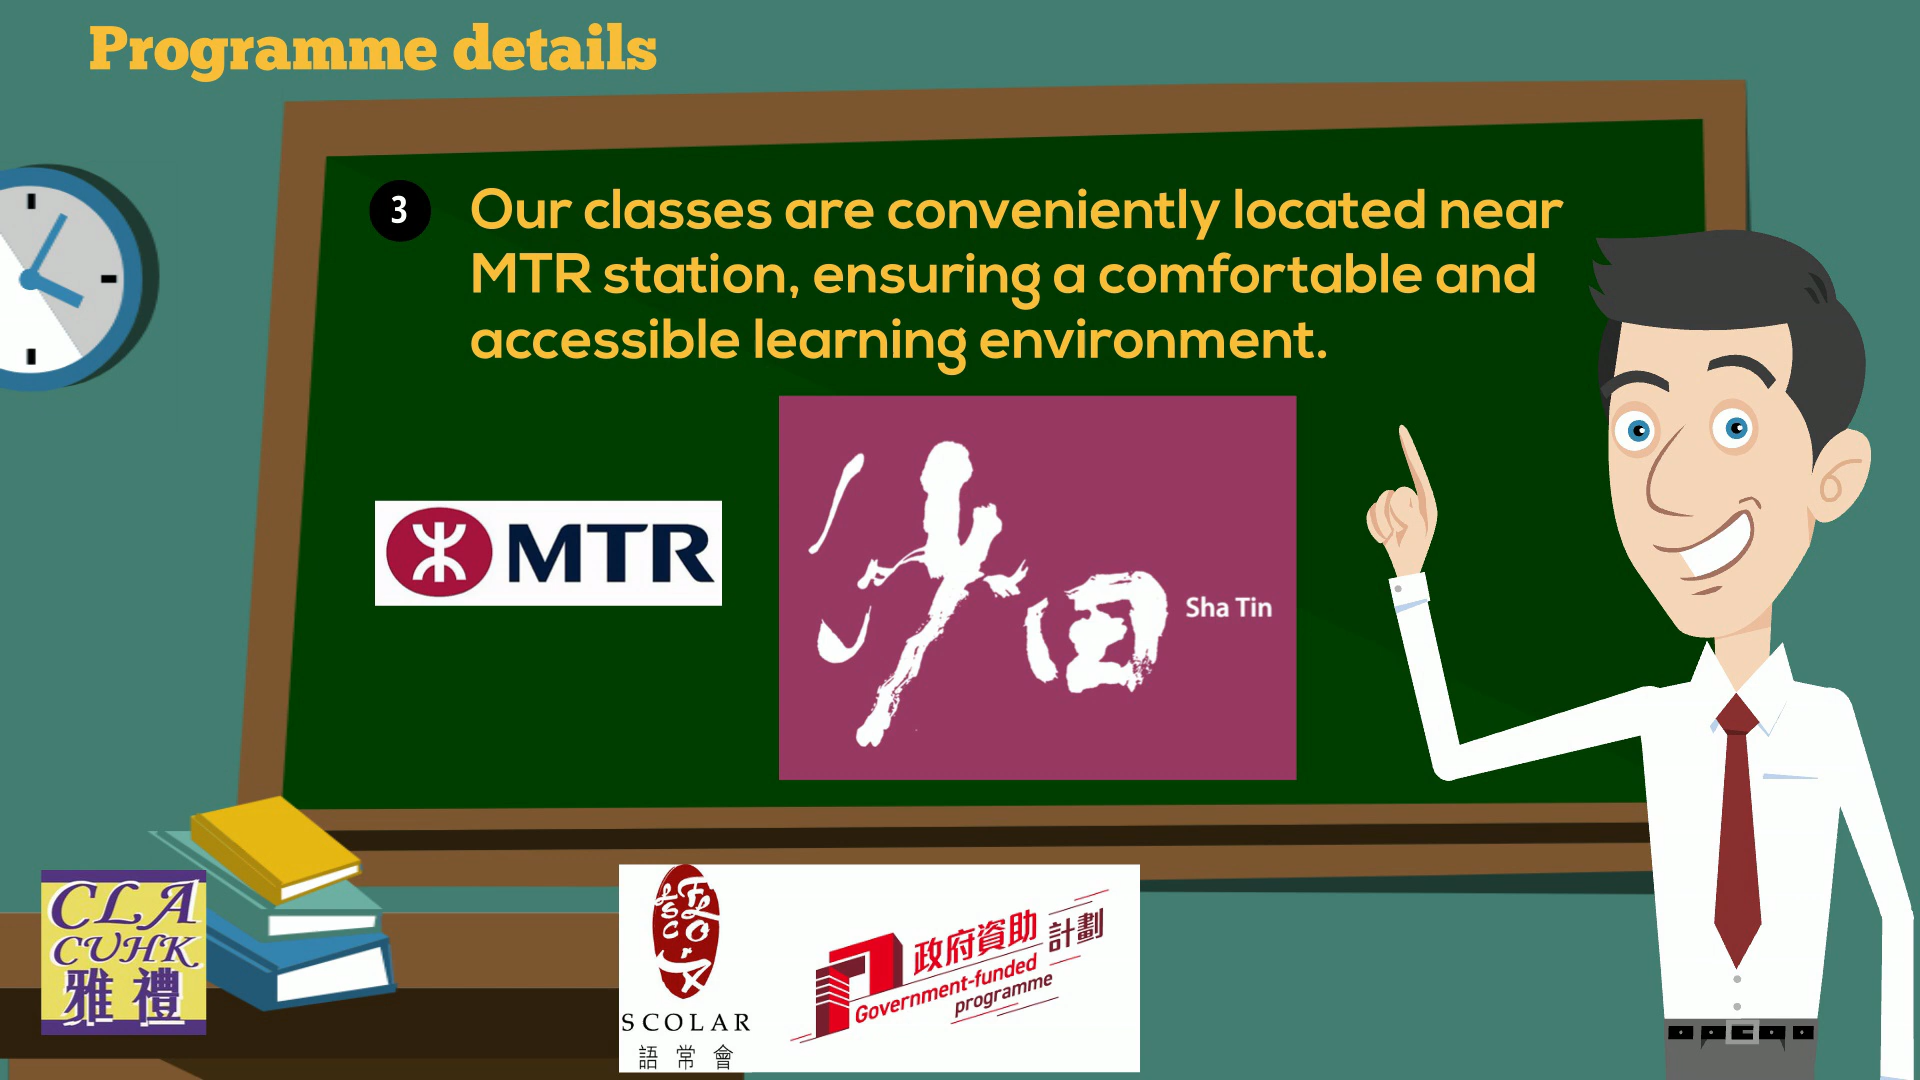 Programme details
3
Our classes are conveniently located near
MTR station, ensuring a comfortable and
accessible learning environment.
MTR
沙田
Sha Tin
CLA
CUHK
雅禮
SCOLAR
語常會
政府資助計劃
Government-funded
programme